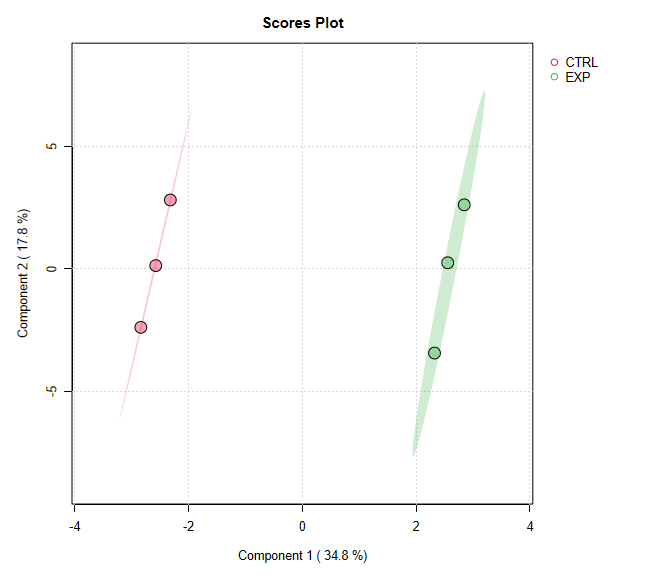 Scores Plot
CTRL
EXP
5
0
-5
Component 2 ( 17.8 %)
-4
-2
0
2
4
Component 1 ( 34.8 %)